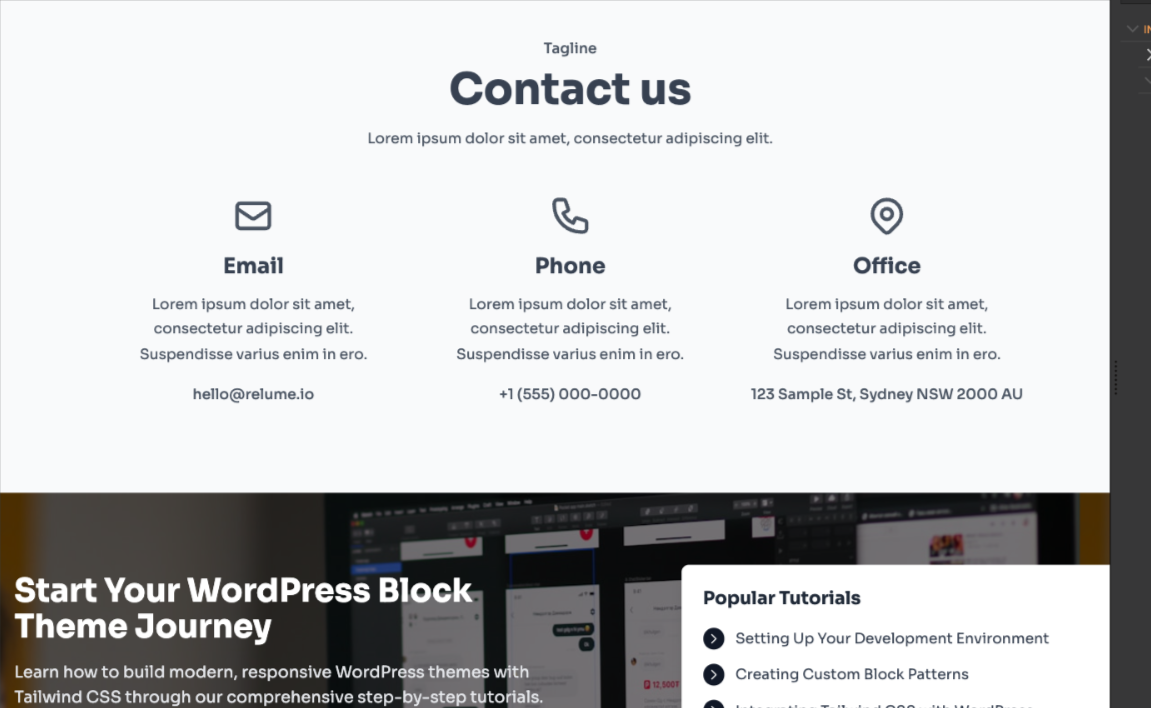 Tagline
Contact us
Lorem ipsum dolor sit amet, consectetur adipiscing elit.
Email
Lorem ipsum dolor sit amet,
consectetur adipiscing elit.
Suspendisse varius enim in ero.
hello@relume.io
Phone
Lorem ipsum dolor sit amet,
consectetur adipiscing elit.
Suspendisse varius enim in ero.
+1 (555) 000-0000
Office
Lorem ipsum dolor sit amet,
consectetur adipiscing elit.
Suspendisse varius enim in ero.
123 Sample St, Sydney NSW 2000 AU
Start Your WordPress Block
Theme Journey
Learn how to build modern, responsive WordPress themes with
Tailwind CSS through our comprehensive step-by-step tutorials.
Popular Tutorials
Setting Up Your Development Environment
Creating Custom Block Patterns
Integrating Tailwind CSS with WordPress